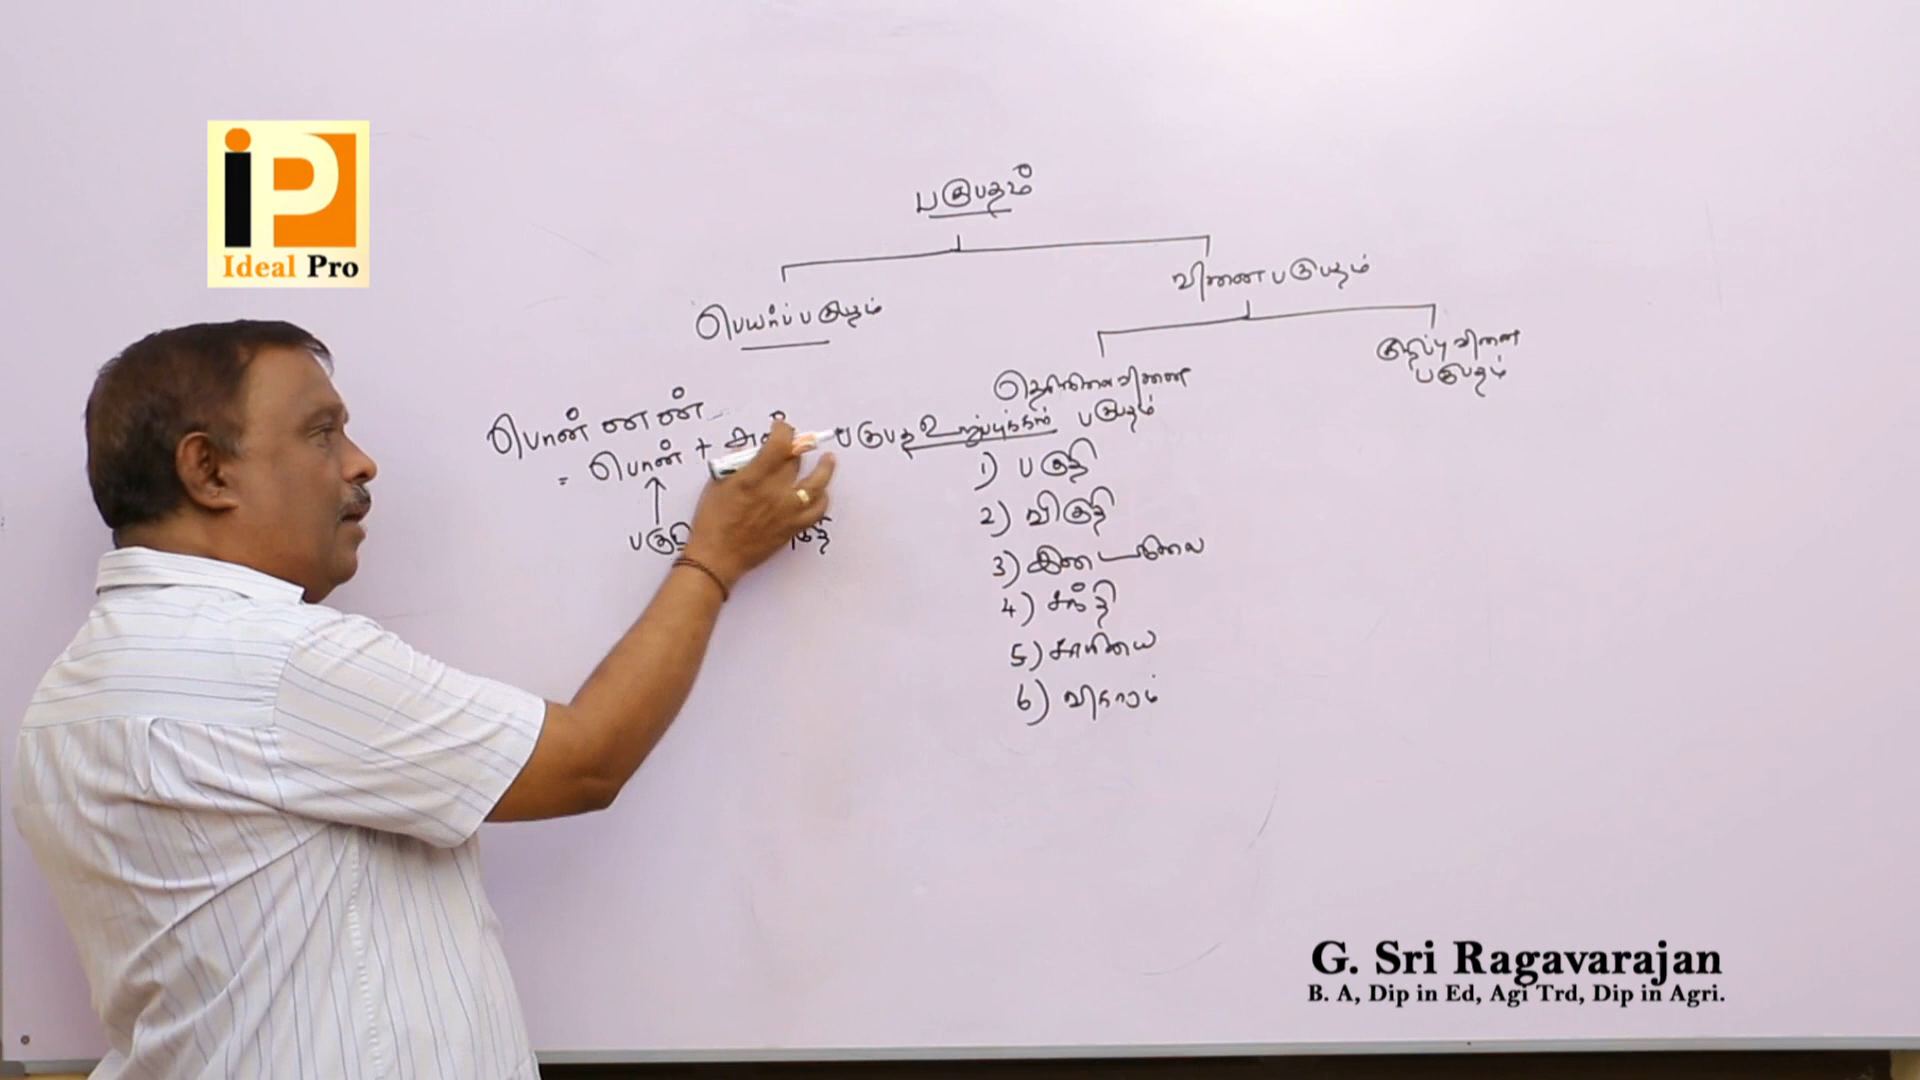 iP
Ideal Pro
பகுபதம்
பெயர்ப்பகுபதம்
வினைபகுபதம்
தெரிநிலைவினை
பகுபதம்
குறிப்புவினை
பகுபதம்
பொன்னன்
= பொன் +
பகுதி
பகுபத உறுப்புக்கள்
1) பகுதி
2) விகுதி
3) இடைநிலை
4) சந்தி
5) சாரியை
6) விகாரம்
G. Sri Ragavarajan
B. A, Dip in Ed, Agi Trd, Dip in Agri.